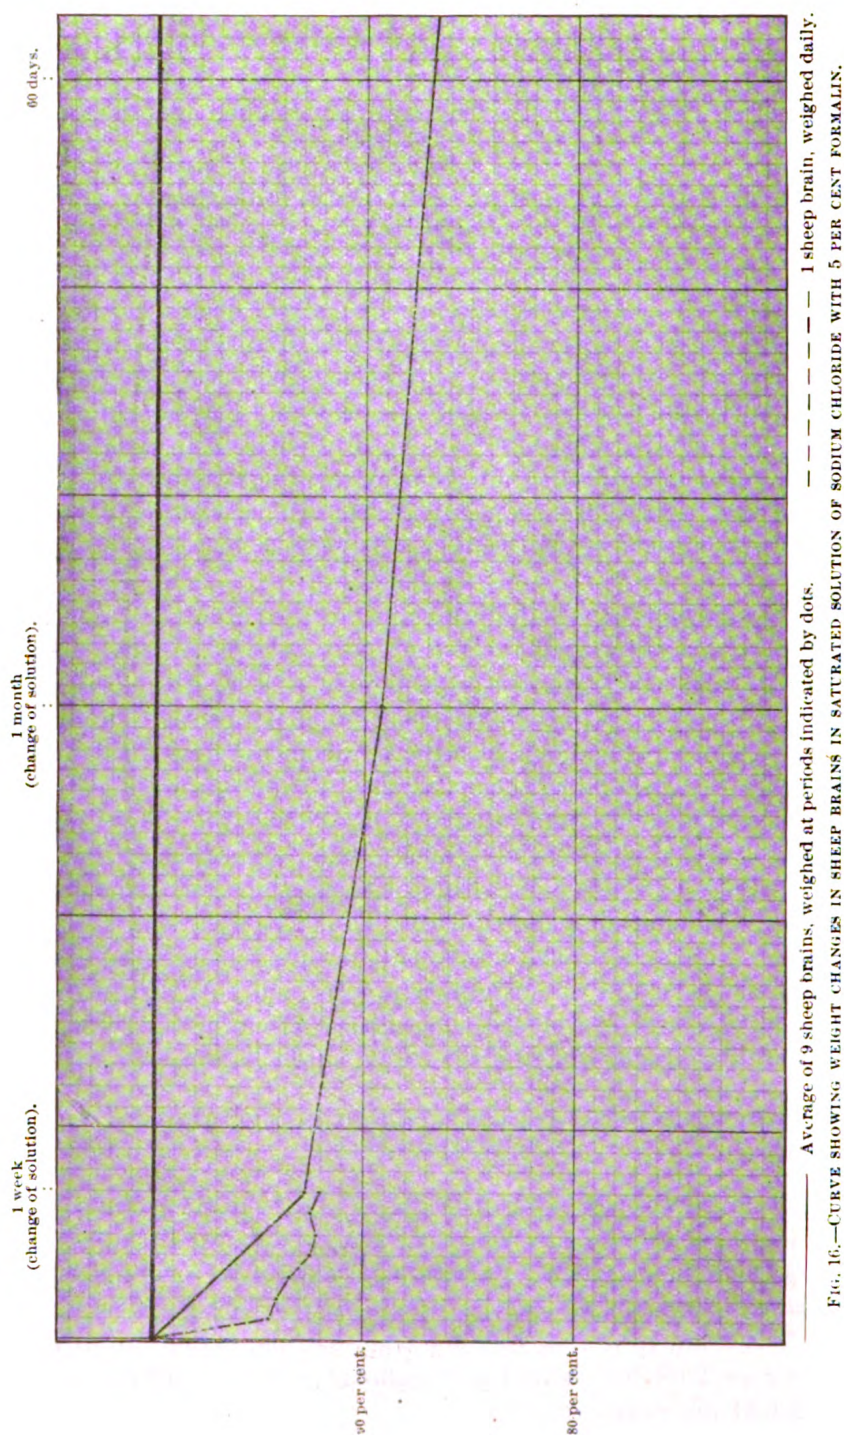 1 week
(change of solution).
1 month
(change of solution).
60 days.
90 per cent.
80 per cent.
Average of 9 sheep brains, weighed at periods indicated by dots.
1 sheep brain, weighed daily.
FIG. 16.—CURVE SHOWING WEIGHT CHANGES IN SHEEP BRAINS IN SATURATED SOLUTION OF SODIUM CHLORIDE WITH 5 PER CENT FORMALIN.